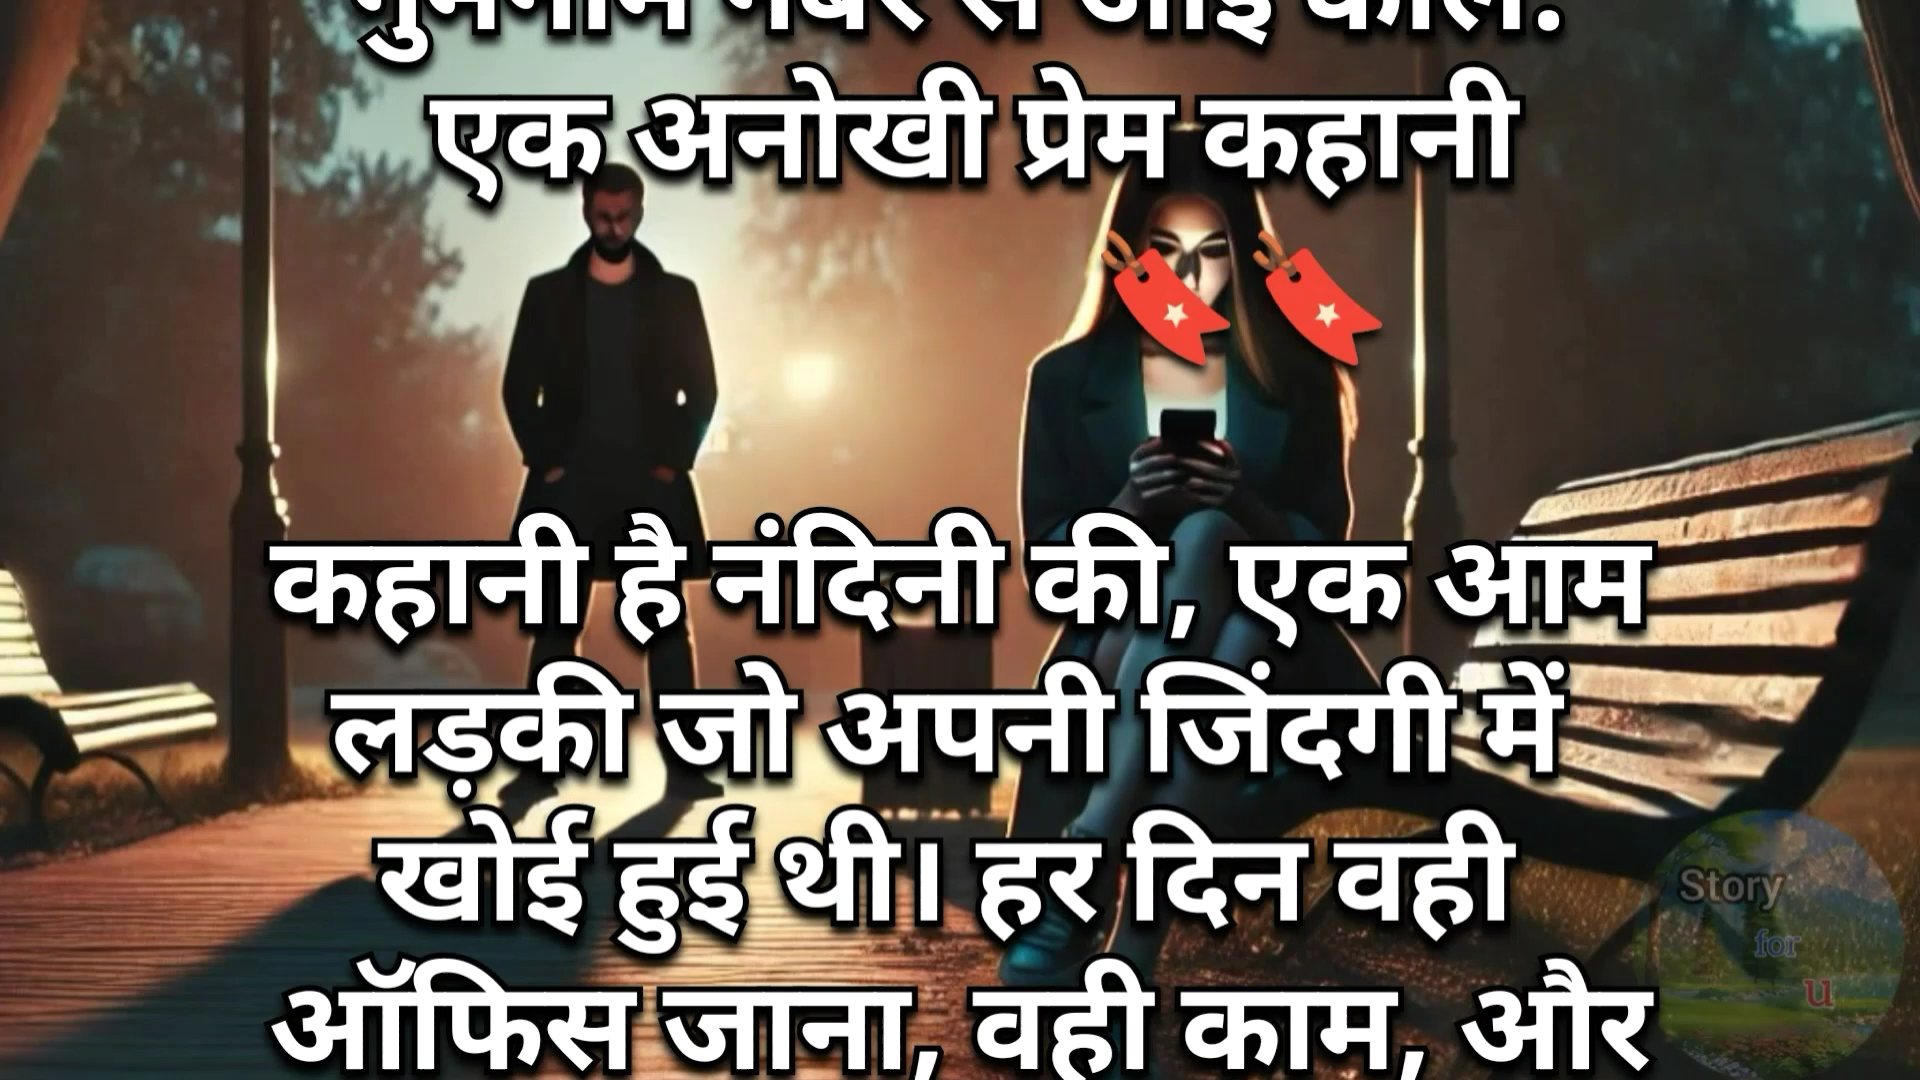 गुमनाम नंबर से आई कॉल:
एक अनोखी प्रेम कहानी
कहानी है नंदिनी की, एक आम
लड़की जो अपनी जिंदगी में
खोई हुई थी। हर दिन वही
ऑफिस जाना, वही काम, और
Story
for
u